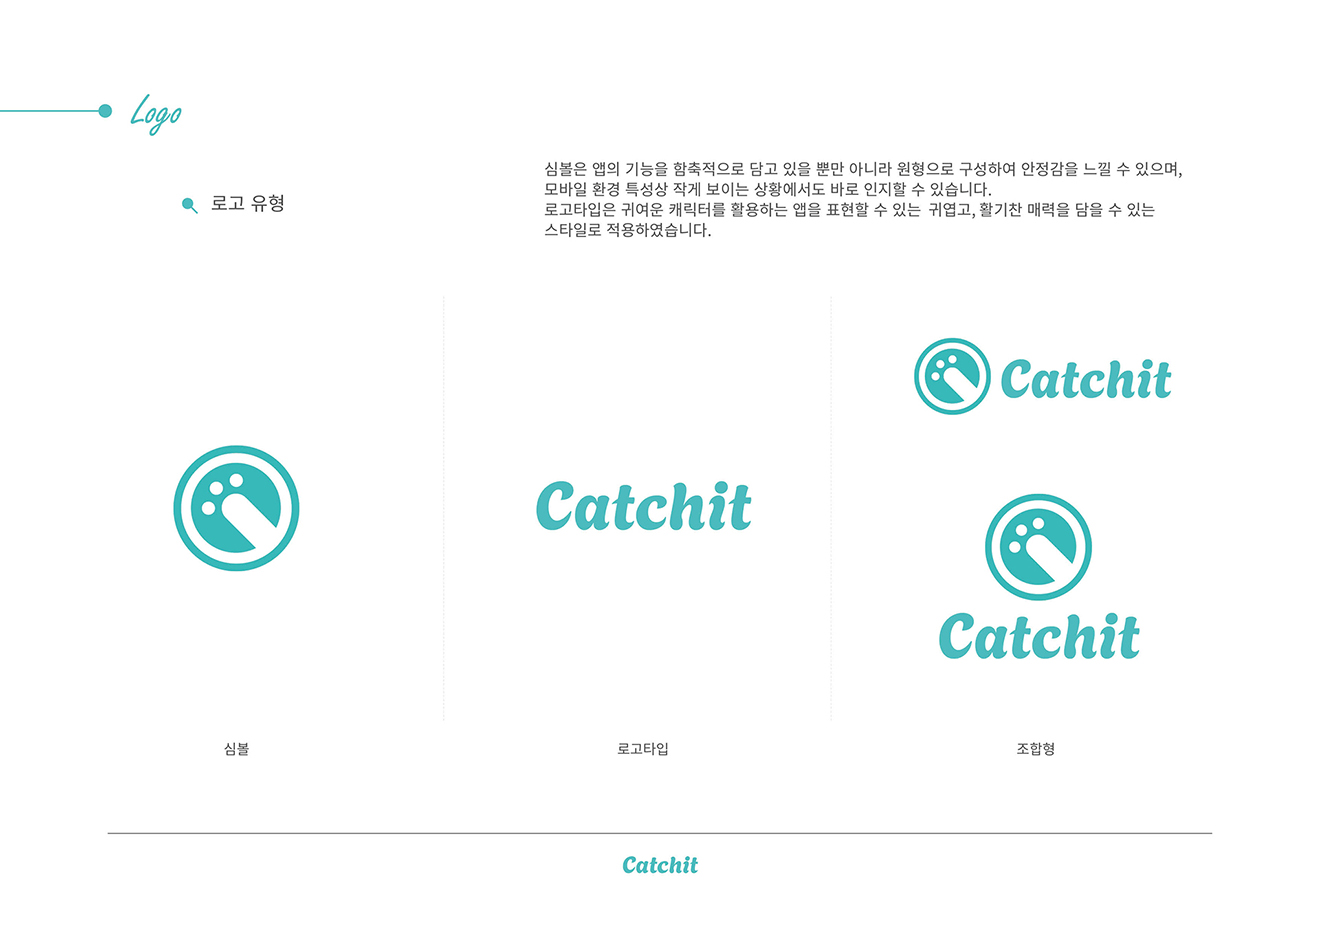 Logo
로고 유형
심볼은 앱의 기능을 함축적으로 담고 있을 뿐만 아니라 원형으로 구성하여 안정감을 느낄 수 있으며,
모바일 환경 특성상 작게 보이는 상황에서도 바로 인지할 수 있습니다.
로고타입은 귀여운 캐릭터를 활용하는 앱을 표현할 수 있는 귀엽고, 활기찬 매력을 담을 수 있는
스타일로 적용하였습니다.
Catchit
Catchit
Catchit
심볼
로고타입
조합형
Catchit